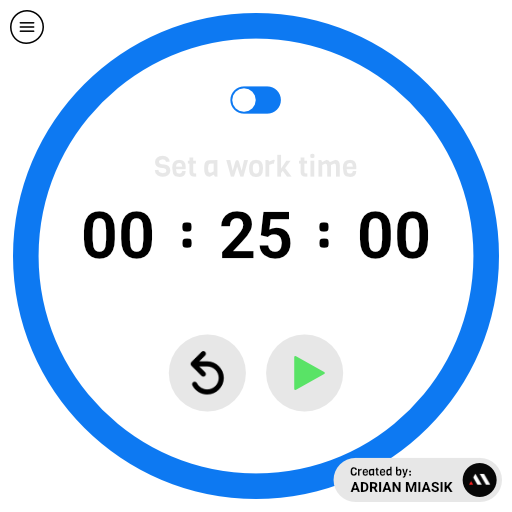 Set a work time
00 : 25 : 00
Created by:
ADRIAN MIASIK